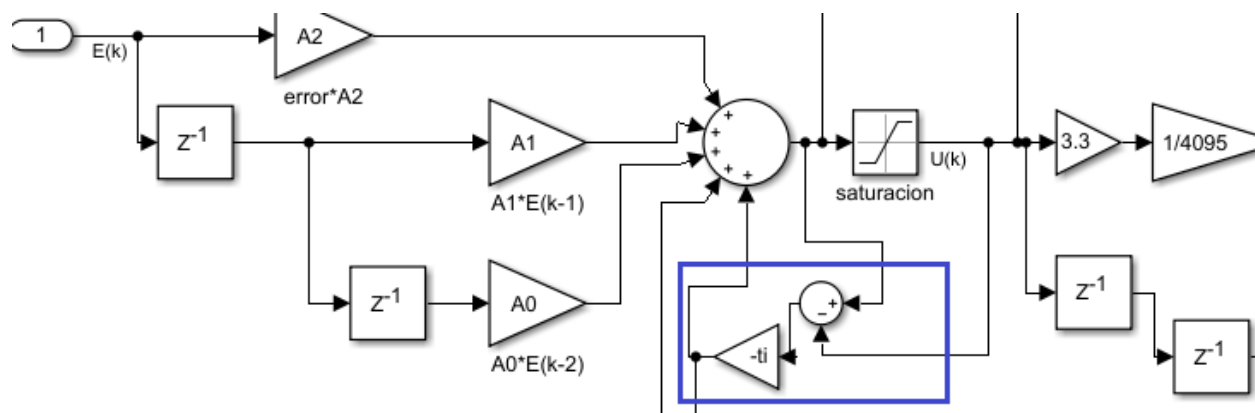 1
E(k)
A2
error*A2
Z-1
A1
A1*E(k-1)
Z-1
A0
A0*E(k-2)
+
+
+
+
+
saturacion
U(k)
3.3
1/4095
+
−
-ti
Z-1
Z-1